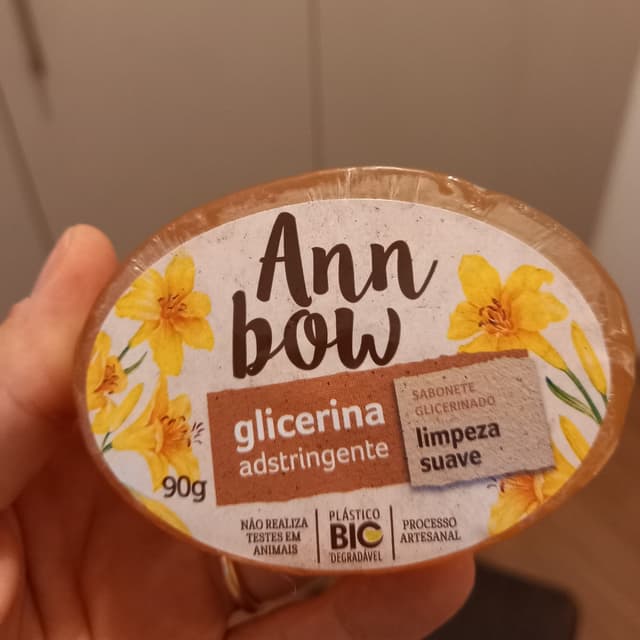 Ann
bow
glicerina
adstringente
SABONETE
GLICERINADO
limpeza
suave
90g
NÃO REALIZA
TESTES EM
ANIMAIS
PLÁSTICO
BIO
DEGRADÁVEL
PROCESSO
ARTESANAL